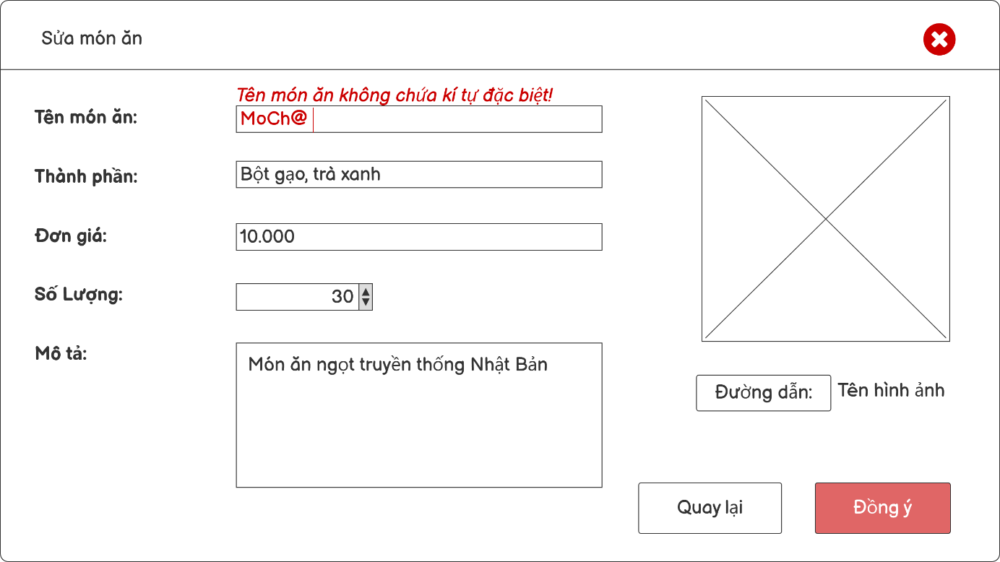 Sửa món ăn
Tên món ăn không chứa kí tự đặc biệt!
Tên món ăn:
MoCh@
Thành phần:
Bột gạo, trà xanh
Đơn giá:
10.000
Số Lượng:
30
Mô tả:
Món ăn ngọt truyền thống Nhật Bản
Đường dẫn:
Tên hình ảnh
Quay lại
Đồng ý